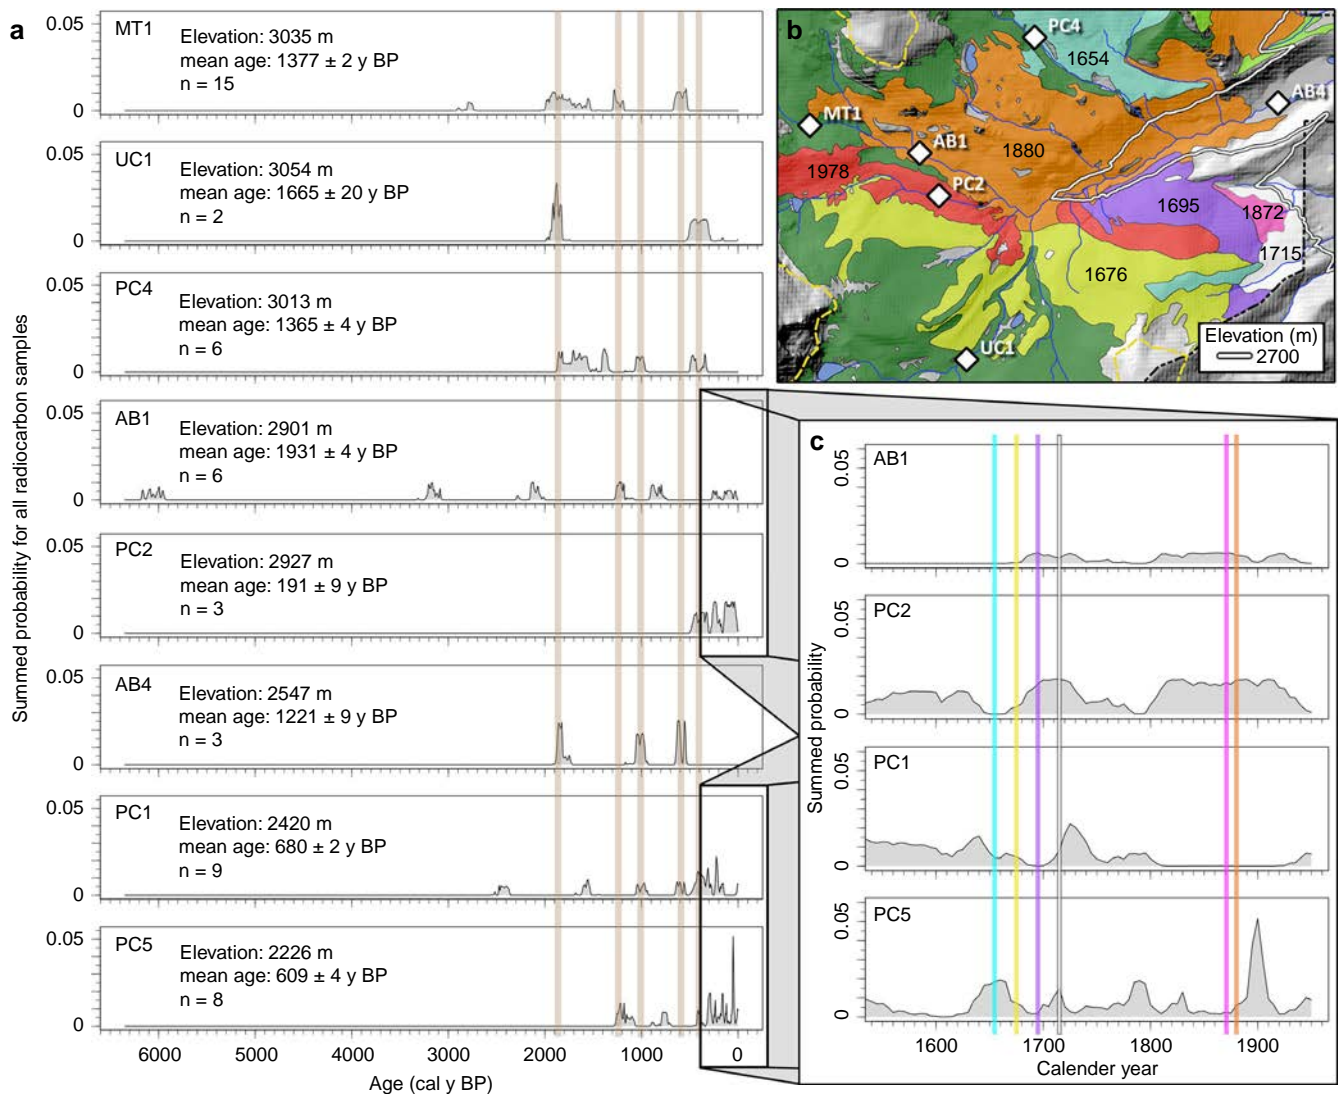 a
Summed probability for all radiocarbon samples
0.05
0
MT1
Elevation: 3035 m
mean age: 1377 ± 2 y BP
n = 15
0.05
0
UC1
Elevation: 3054 m
mean age: 1665 ± 20 y BP
n = 2
0.05
0
PC4
Elevation: 3013 m
mean age: 1365 ± 4 y BP
n = 6
0.05
0
AB1
Elevation: 2901 m
mean age: 1931 ± 4 y BP
n = 6
0.05
0
PC2
Elevation: 2927 m
mean age: 191 ± 9 y BP
n = 3
0.05
0
AB4
Elevation: 2547 m
mean age: 1221 ± 9 y BP
n = 3
0.05
0
PC1
Elevation: 2420 m
mean age: 680 ± 2 y BP
n = 9
0.05
0
PC5
Elevation: 2226 m
mean age: 609 ± 4 y BP
n = 8
6000 5000 4000 3000 2000 1000 0
Age (cal y BP)
b
PC4
1654
AB4
MT1
AB1
1880
1978
PC2
1695
1872
1715
1676
UC1
Elevation (m)
2700
c
Summed probability
0.05
0
AB1
0.05
0
PC2
0.05
0
PC1
0.05
0
PC5
1600 1700 1800 1900
Calender year